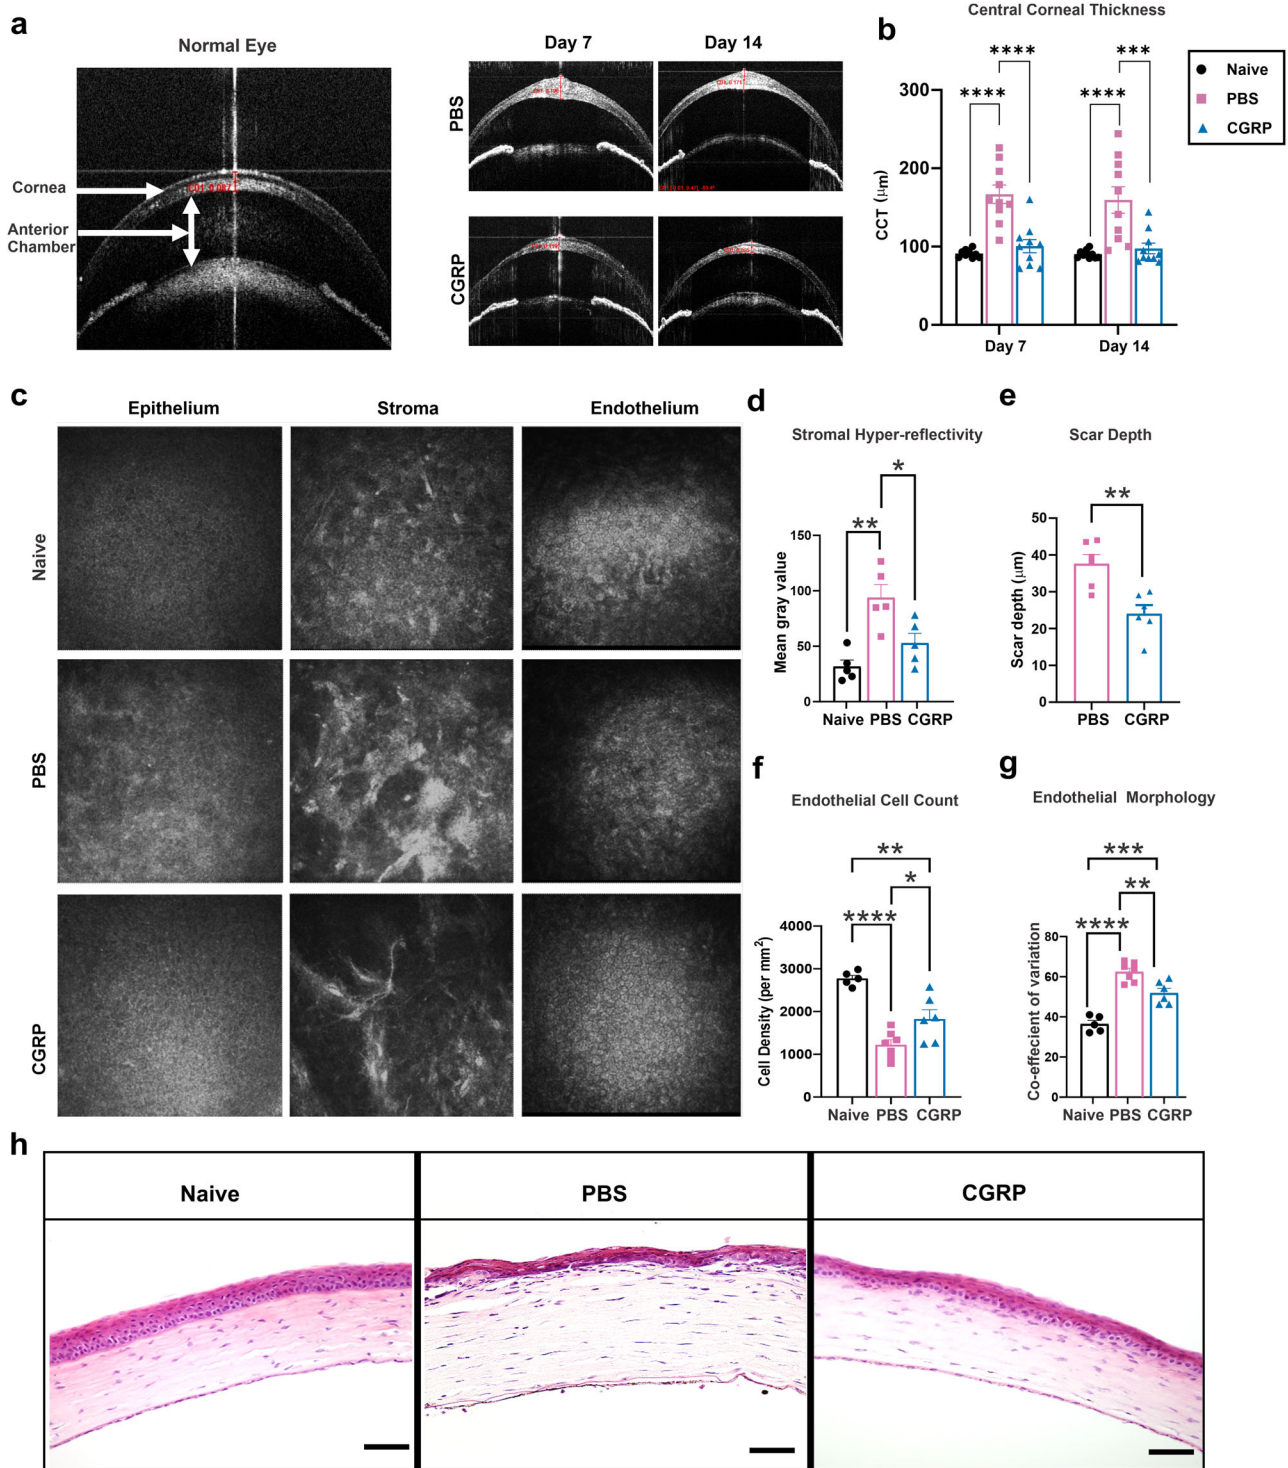 a
Normal Eye
Cornea
Anterior
Chamber
Day 7
Day 14
PBS
CGRP
b
Central Corneal Thickness
**** ***
**** ****
CCT (µm)
300
200
100
0
Day 7
Day 14
Naive
PBS
CGRP
c
Epithelium
Stroma
Endothelium
Naive
PBS
CGRP
d
Stromal Hyper-reflectivity
*
**
Mean gray value
150
100
50
0
Naive PBS CGRP
e
Scar Depth
**
Scar depth (µm)
50
40
30
20
10
0
PBS CGRP
f
Endothelial Cell Count
**
*
****
Cell Density (per mm²)
4000
3000
2000
1000
0
Naive PBS CGRP
g
Endothelial Morphology
***
**
****
Co-effecient of variation
80
60
40
20
0
Naive PBS CGRP
h
Naive
PBS
CGRP